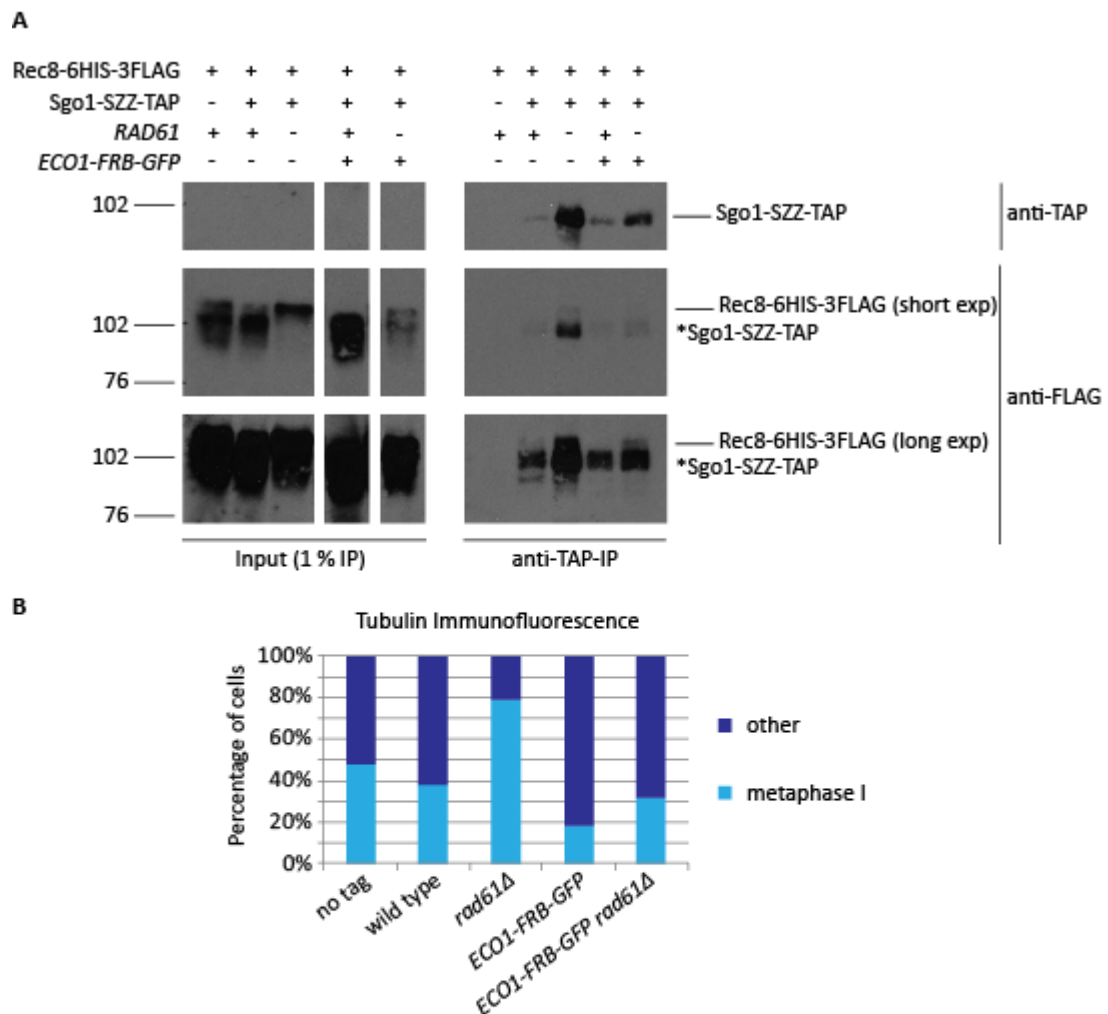 A
Rec8-6HIS-3FLAG + + + + + + + + + +
Sgo1-SZZ-TAP - + + + + - + + + +
RAD61 + + - + - + + - + -
ECO1-FRB-GFP - - - + + - - - + +
102
Sgo1-SZZ-TAP
anti-TAP
Rec8-6HIS-3FLAG (short exp)
102
*Sgo1-SZZ-TAP
76
anti-FLAG
Rec8-6HIS-3FLAG (long exp)
102
*Sgo1-SZZ-TAP
76
Input (1 % IP)
anti-TAP-IP
B
Tubulin Immunofluorescence
Percentage of cells
100%
80%
60%
40%
20%
0%
no tag
wild type
rad61Δ
ECO1-FRB-GFP
ECO1-FRB-GFP rad61Δ
other
metaphase I